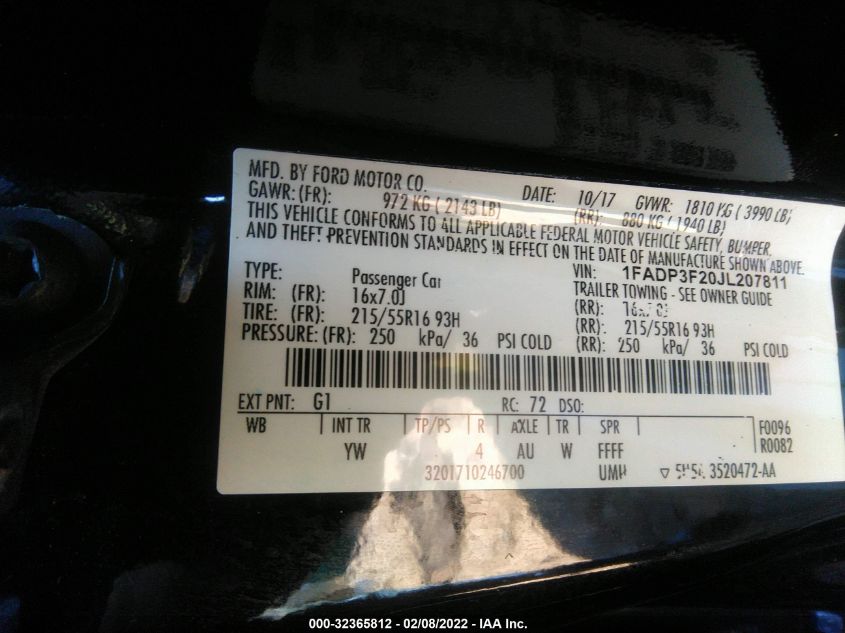 MFD. BY FORD MOTOR CO. DATE: 10/17 GVWR: 1810 KG ( 3990 LB)
GAWR: (FR): 972 KG ( 2143 LB) (RR): 880 KG ( 1940 LB)
THIS VEHICLE CONFORMS TO ALL APPLICABLE FEDERAL MOTOR VEHICLE SAFETY, BUMPER,
AND THEFT PREVENTION STANDARDS IN EFFECT ON THE DATE OF MANUFACTURE SHOWN ABOVE.
VIN: 1FADP3F20JL207811
TYPE: Passenger Car TRAILER TOWING - SEE OWNER GUIDE
RIM: (FR): 16x7.0J (RR): 16x7.0J
TIRE: (FR): 215/55R16 93H (RR): 215/55R16 93H
PRESSURE: (FR): 250 kPa/ 36 PSI COLD (RR): 250 kPa/ 36 PSI COLD
EXT PNT: G1 RC: 72 DSO:
WB INT TR TP/PS R AXLE TR SPR F0096
YW 4 AU W FFFF R0082
3201710246700 UMH 3520472-AA
000-32365812 - 02/08/2022 - IAA Inc.